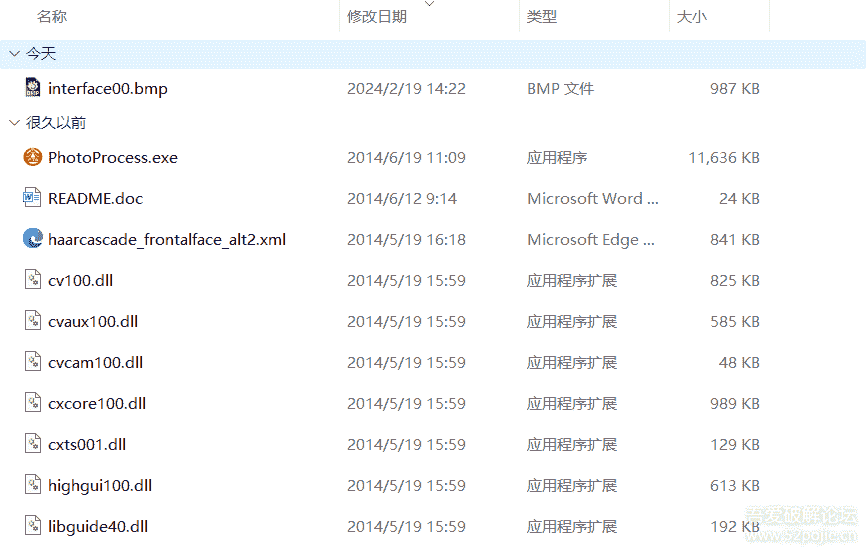 名称 修改日期 类型 大小
今天
interface00.bmp 2024/2/19 14:22 BMP 文件 987 KB
很久以前
PhotoProcess.exe 2014/6/19 11:09 应用程序 11,636 KB
README.doc 2014/6/12 9:14 Microsoft Word ... 24 KB
haarcascade_frontalface_alt2.xml 2014/5/19 16:18 Microsoft Edge ... 841 KB
cv100.dll 2014/5/19 15:59 应用程序扩展 825 KB
cvaux100.dll 2014/5/19 15:59 应用程序扩展 585 KB
cvcam100.dll 2014/5/19 15:59 应用程序扩展 48 KB
cxcore100.dll 2014/5/19 15:59 应用程序扩展 989 KB
cxts001.dll 2014/5/19 15:59 应用程序扩展 129 KB
highgui100.dll 2014/5/19 15:59 应用程序扩展 613 KB
libguide40.dll 2014/5/19 15:59 应用程序扩展 192 KB
吾爱破解论坛
www.52pojie.cn